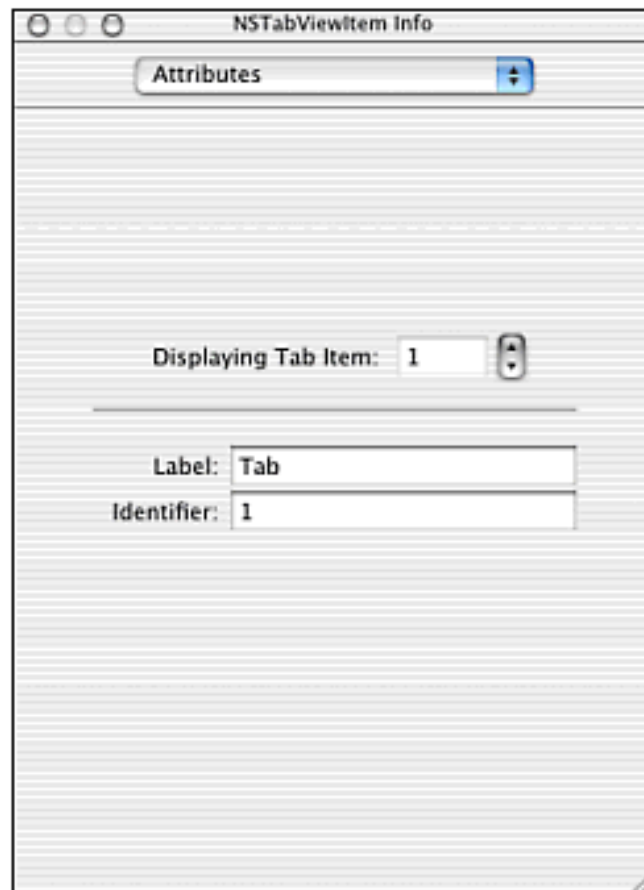 NSTabViewItem Info
Attributes
Displaying Tab Item: 1
Label: Tab
Identifier: 1